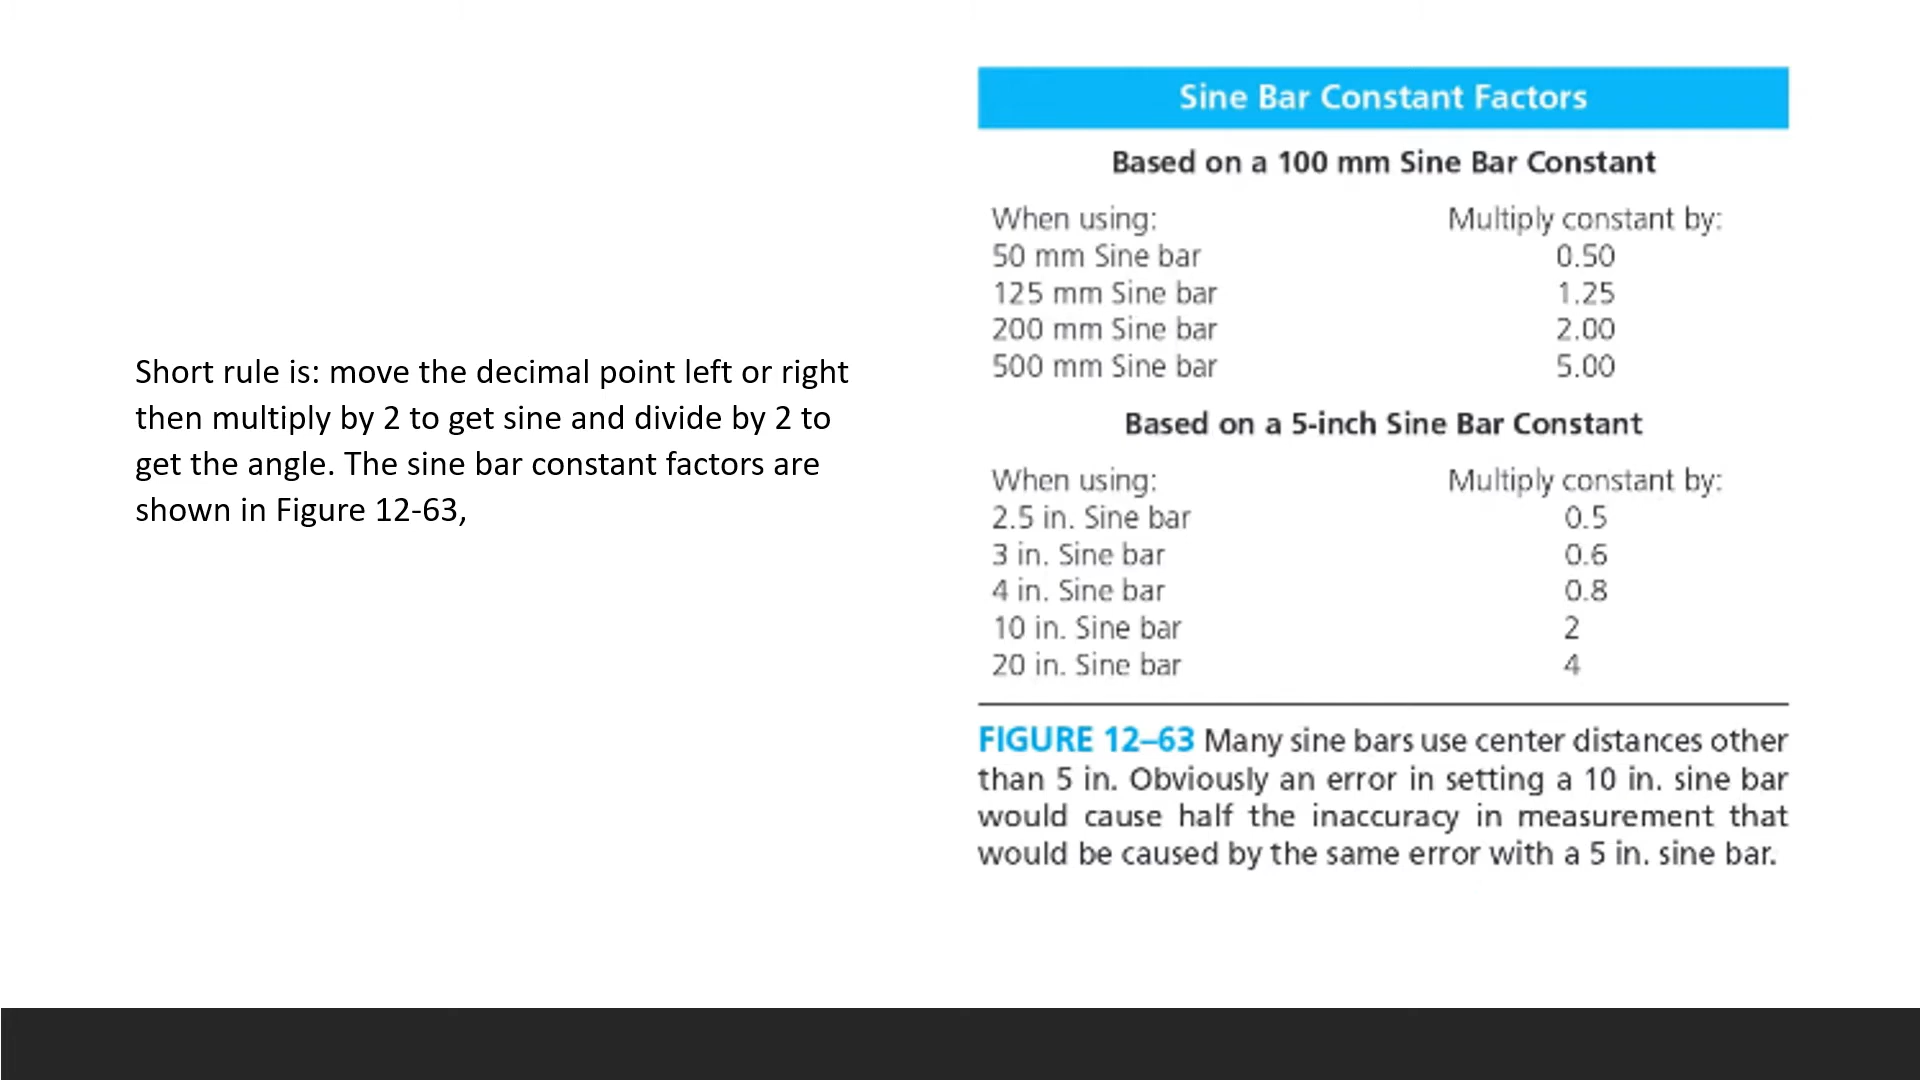 Short rule is: move the decimal point left or right
then multiply by 2 to get sine and divide by 2 to
get the angle. The sine bar constant factors are
shown in Figure 12-63,
Sine Bar Constant Factors
Based on a 100 mm Sine Bar Constant
When using: Multiply constant by:
50 mm Sine bar 0.50
125 mm Sine bar 1.25
200 mm Sine bar 2.00
500 mm Sine bar 5.00
Based on a 5-inch Sine Bar Constant
When using: Multiply constant by:
2.5 in. Sine bar 0.5
3 in. Sine bar 0.6
4 in. Sine bar 0.8
10 in. Sine bar 2
20 in. Sine bar 4
FIGURE 12–63 Many sine bars use center distances other
than 5 in. Obviously an error in setting a 10 in. sine bar
would cause half the inaccuracy in measurement that
would be caused by the same error with a 5 in. sine bar.